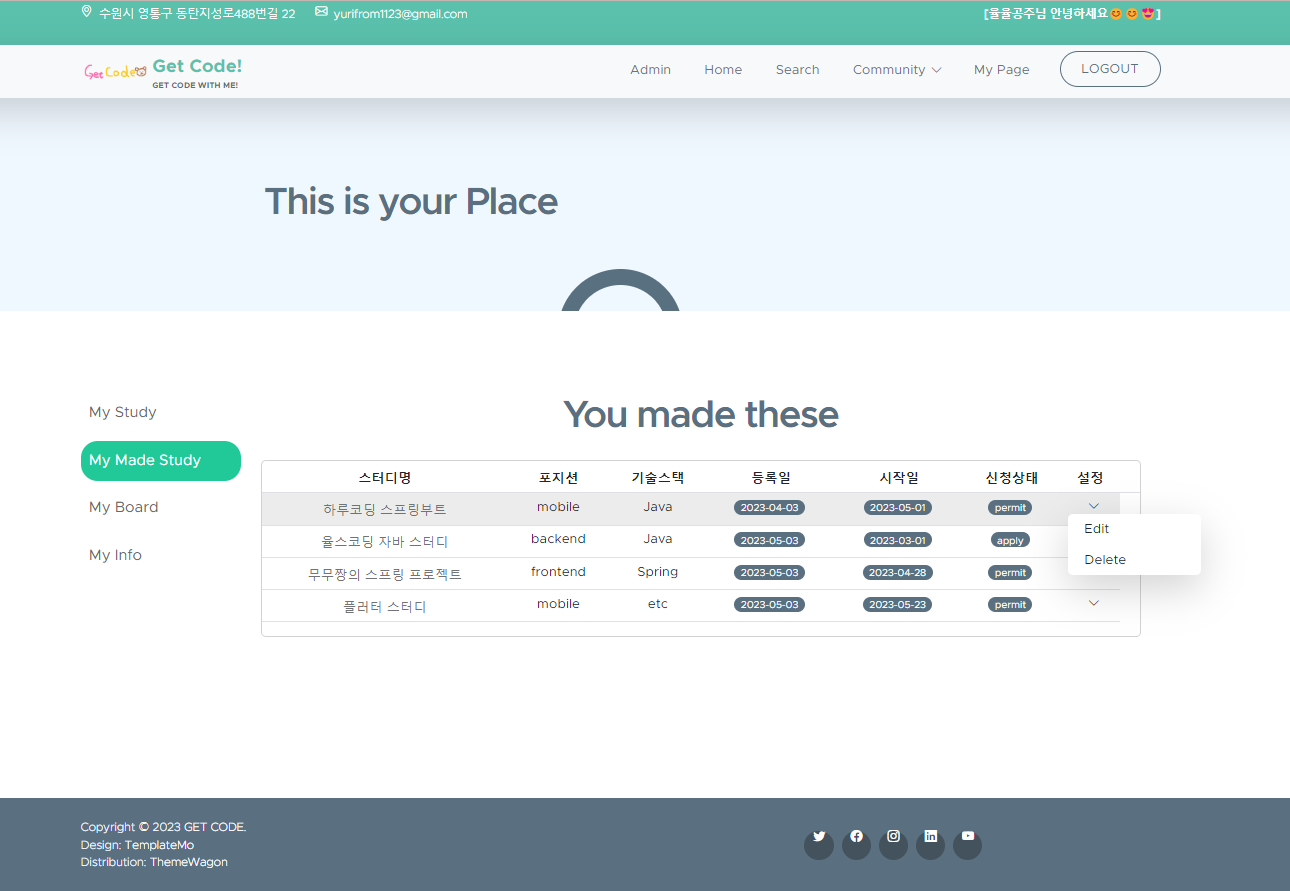 수원시 영통구 동탄지성로488번길 22 yurifrom1123@gmail.com [율율공주님 안녕하세요😊😊😍]
Get Code Get Code!
GET CODE WITH ME!
Admin Home Search Community My Page LOGOUT
This is your Place
You made these
My Study
My Made Study
My Board
My Info
스터디명 포지션 기술스택 등록일 시작일 신청상태 설정
하루코딩 스프링부트 mobile Java 2023-04-03 2023-05-01 permit
율스코딩 자바 스터디 backend Java 2023-05-03 2023-03-01 apply
무무짱의 스프링 프로젝트 frontend Spring 2023-05-03 2023-04-28 permit
플러터 스터디 mobile etc 2023-05-03 2023-05-23 permit
Edit
Delete
Copyright © 2023 GET CODE.
Design: TemplateMo
Distribution: ThemeWagon